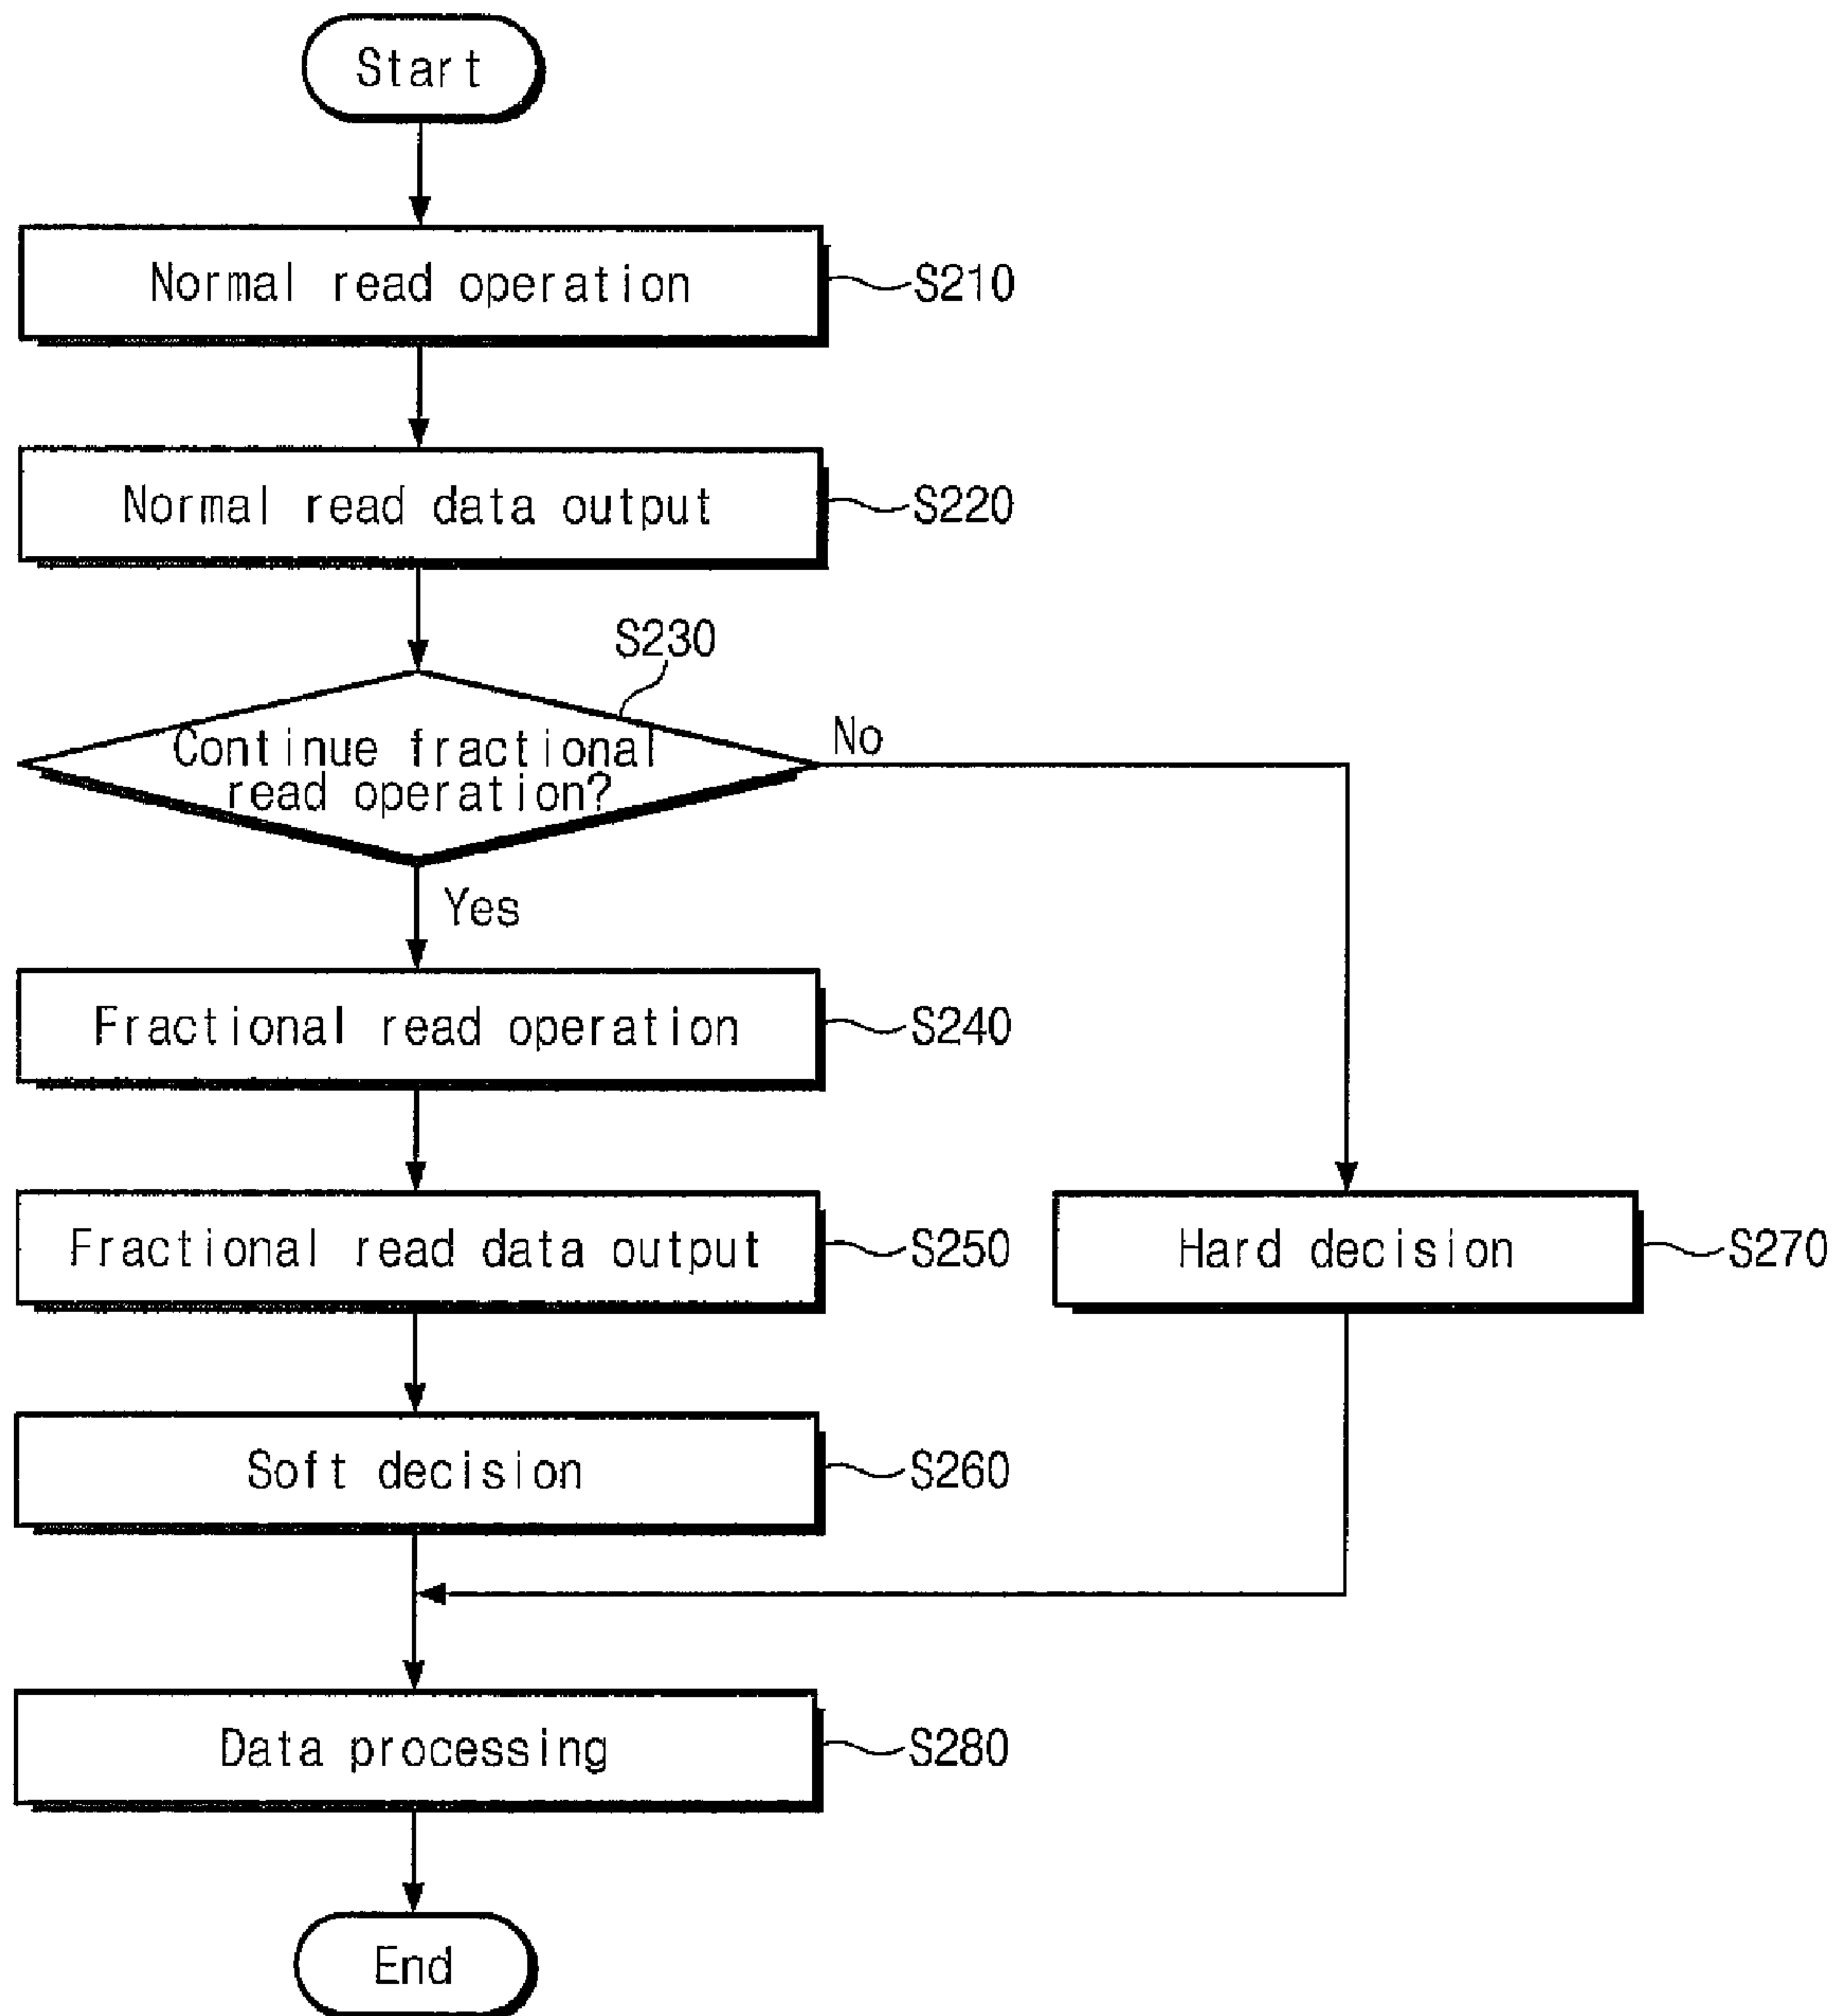 Start
Normal read operation
S210
Normal read data output
S220
S230
Continue fractional
read operation?
No
Yes
Fractional read operation
S240
Fractional read data output
S250
Hard decision
S270
Soft decision
S260
Data processing
S280
End